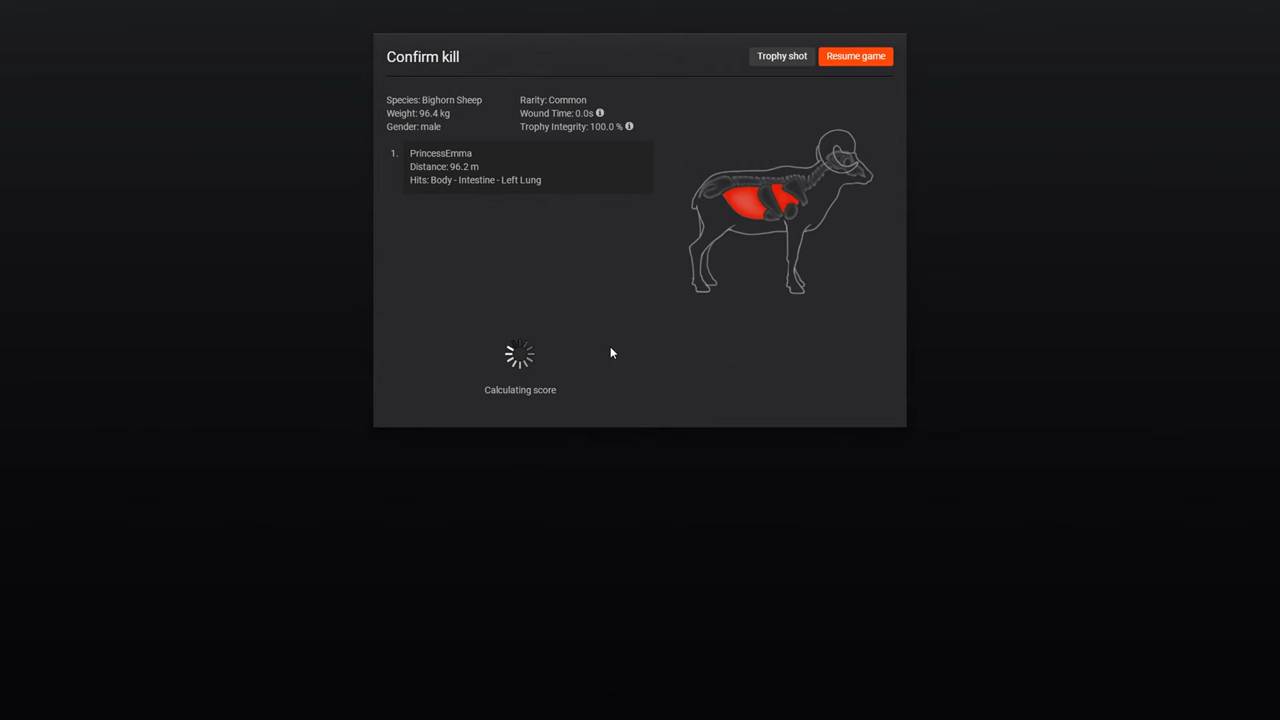 Confirm kill
Trophy shot
Resume game
Species: Bighorn Sheep
Weight: 96.4 kg
Gender: male
Rarity: Common
Wound Time: 0.0s
Trophy Integrity: 100.0 %
1.
PrincessEmma
Distance: 96.2 m
Hits: Body - Intestine - Left Lung
Calculating score